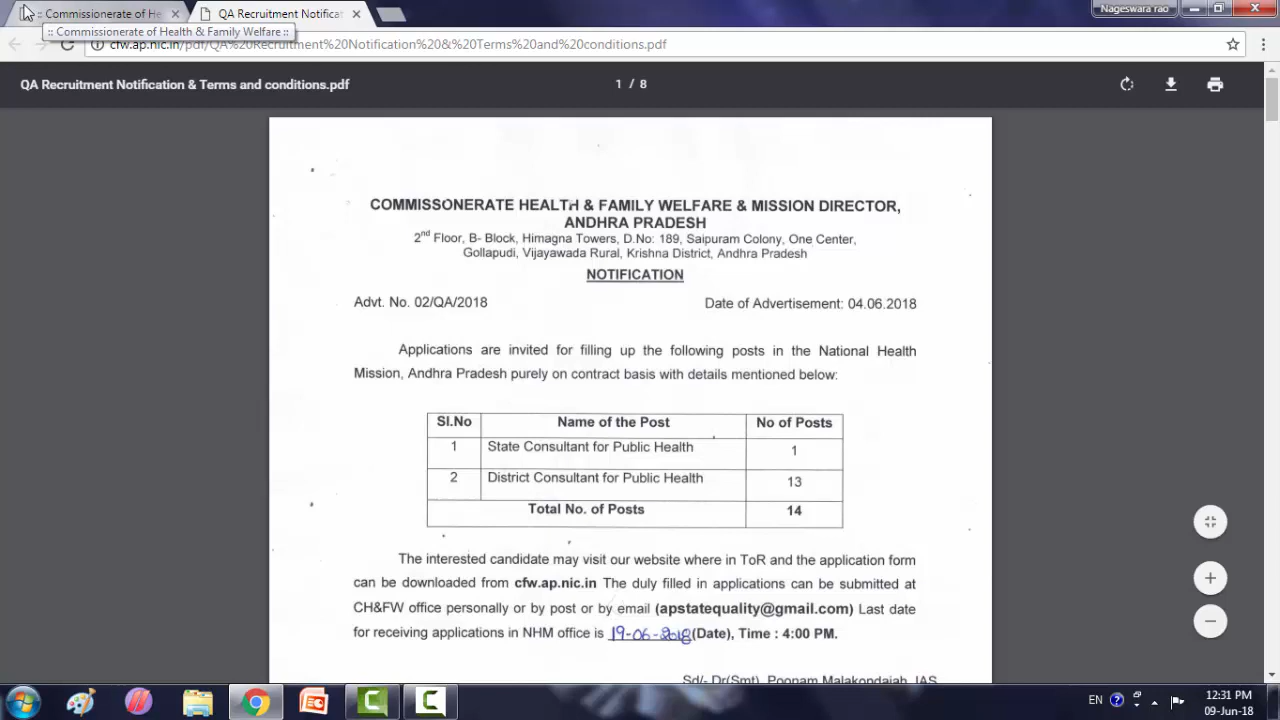 :: Commissionerate of He
QA Recruitment Notificat
Nageswara rao
:: Commissionerate of Health & Family Welfare ::
cfw.ap.nic.in/pdf/QA%20Recruitment%20Notification%20&%20Terms%20and%20conditions.pdf
QA Recruitment Notification & Terms and conditions.pdf
1 / 8
COMMISSONERATE HEALTH & FAMILY WELFARE & MISSION DIRECTOR,
ANDHRA PRADESH
2nd Floor, B- Block, Himagna Towers, D.No: 189, Saipuram Colony, One Center,
Gollapudi, Vijayawada Rural, Krishna District, Andhra Pradesh
NOTIFICATION
Advt. No. 02/QA/2018 Date of Advertisement: 04.06.2018
Applications are invited for filling up the following posts in the National Health
Mission, Andhra Pradesh purely on contract basis with details mentioned below:
Sl.No Name of the Post No of Posts
1 State Consultant for Public Health 1
2 District Consultant for Public Health 13
Total No. of Posts 14
The interested candidate may visit our website where in ToR and the application form
can be downloaded from cfw.ap.nic.in The duly filled in applications can be submitted at
CH&FW office personally or by post or by email (apstatequality@gmail.com) Last date
for receiving applications in NHM office is 19-06-2018(Date), Time : 4:00 PM.
Sd/- Dr(Smt). Poonam Malakondaiah, IAS
EN
12:31 PM
09-Jun-18